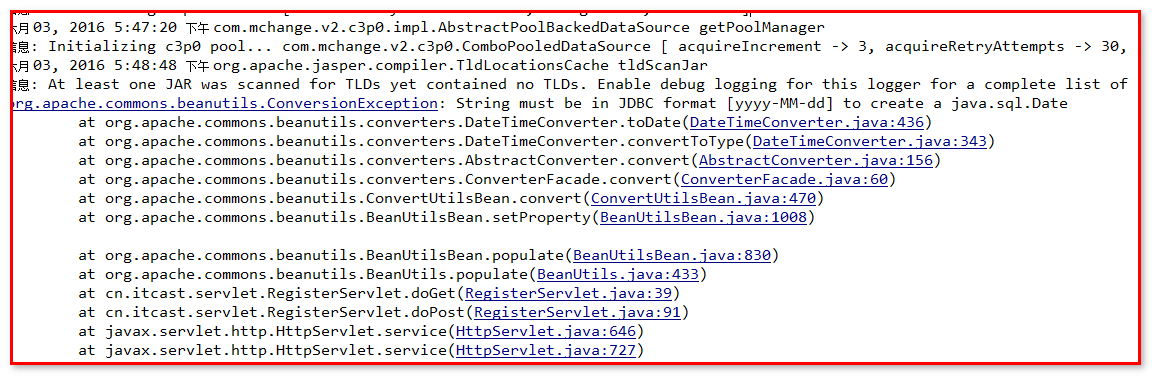 六月 03, 2016 5:47:20 下午 com.mchange.v2.c3p0.impl.AbstractPoolBackedDataSource getPoolManager
信息: Initializing c3p0 pool... com.mchange.v2.c3p0.ComboPooledDataSource [ acquireIncrement -> 3, acquireRetryAttempts -> 30,
六月 03, 2016 5:48:48 下午 org.apache.jasper.compiler.TldLocationsCache tldScanJar
信息: At least one JAR was scanned for TLDs yet contained no TLDs. Enable debug logging for this logger for a complete list of
org.apache.commons.beanutils.ConversionException: String must be in JDBC format [yyyy-MM-dd] to create a java.sql.Date
at org.apache.commons.beanutils.converters.DateTimeConverter.toDate(DateTimeConverter.java:436)
at org.apache.commons.beanutils.converters.DateTimeConverter.convertToType(DateTimeConverter.java:343)
at org.apache.commons.beanutils.converters.AbstractConverter.convert(AbstractConverter.java:156)
at org.apache.commons.beanutils.converters.ConverterFacade.convert(ConverterFacade.java:60)
at org.apache.commons.beanutils.ConvertUtilsBean.convert(ConvertUtilsBean.java:470)
at org.apache.commons.beanutils.BeanUtilsBean.setProperty(BeanUtilsBean.java:1008)
at org.apache.commons.beanutils.BeanUtilsBean.populate(BeanUtilsBean.java:830)
at org.apache.commons.beanutils.BeanUtils.populate(BeanUtils.java:433)
at cn.itcast.servlet.RegisterServlet.doGet(RegisterServlet.java:39)
at cn.itcast.servlet.RegisterServlet.doPost(RegisterServlet.java:91)
at javax.servlet.http.HttpServlet.service(HttpServlet.java:646)
at javax.servlet.http.HttpServlet.service(HttpServlet.java:727)